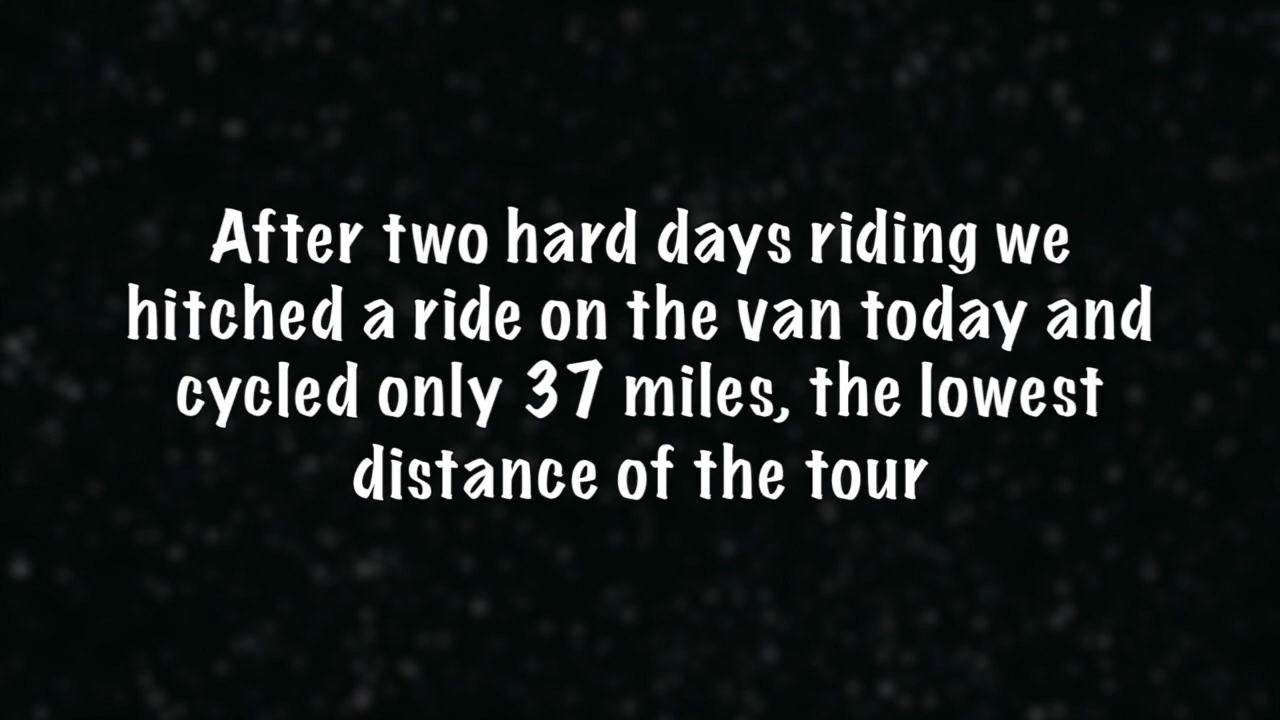 After two hard days riding we
hitched a ride on the van today and
cycled only 37 miles, the lowest
distance of the tour